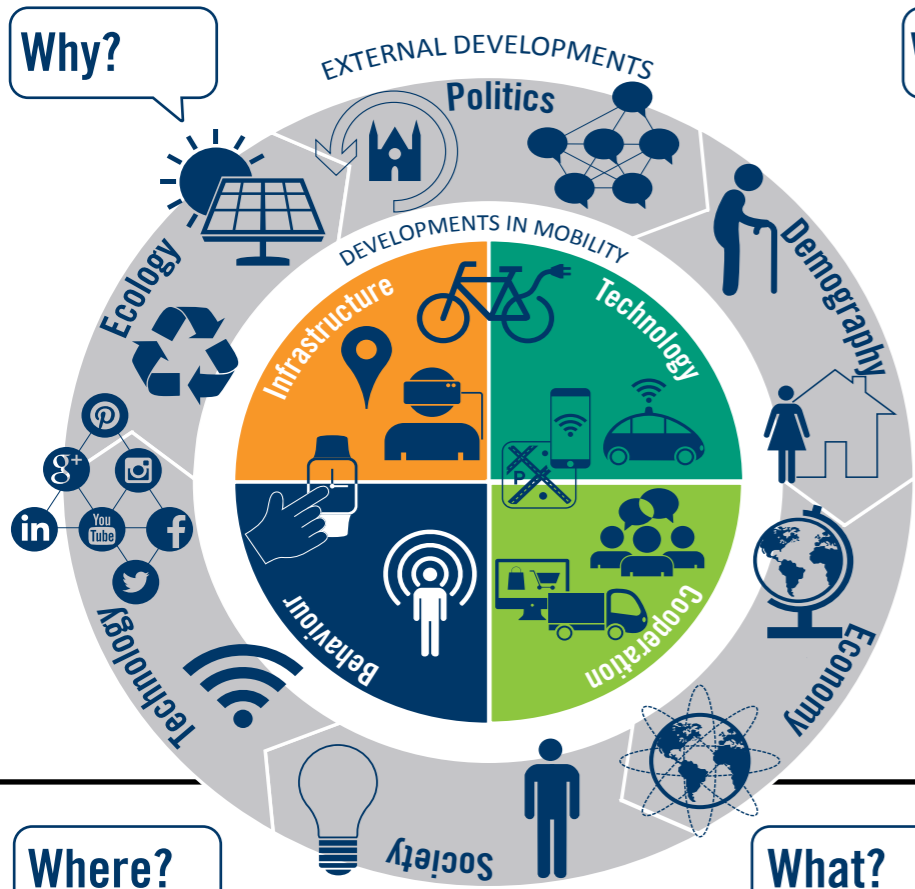 Why?
EXTERNAL DEVELOPMENTS
Politics
Demography
Economy
Society
Technology
Ecology
DEVELOPMENTS IN MOBILITY
Infrastructure
Technology
Cooperation
Behaviour
P
g+
in
You
Tube
f
Where?
What?